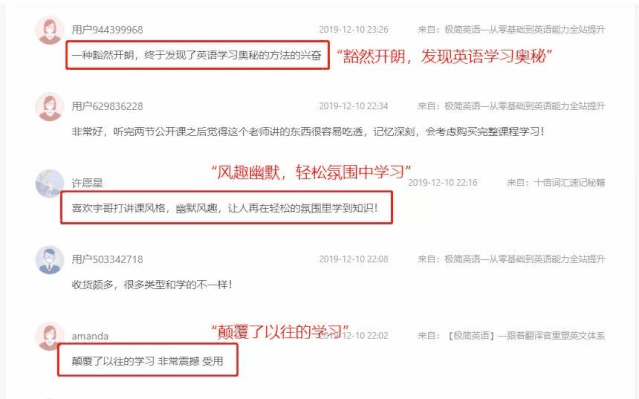 用户944399968 2019-12-10 23:26 来自：极简英语—从零基础到英语能力全站提升
一种豁然开朗，终于发现了英语学习奥秘的方法的兴奋 “豁然开朗，发现英语学习奥秘”
用户629836228 2019-12-10 22:34 来自：极简英语—从零基础到英语能力全站提升
非常好，听完两节公开课之后觉得这个老师讲的东西很容易吃透，记忆深刻，会考虑购买完整课程学习！
“风趣幽默，轻松氛围中学习”
许愿星 2019-12-10 22:16 来自：十倍词汇速记秘籍
喜欢宇哥打讲课风格，幽默风趣，让人再在轻松的氛围里学到知识！
用户503342718 2019-12-10 22:08 来自：极简英语—从零基础到英语能力全站提升
收货颇多，很多类型和学的不一样！
“颠覆了以往的学习”
amanda 12-10 22:02 来自：【极简英语】—跟着翻译官重塑英文体系
颠覆了以往的学习 非常震撼 受用